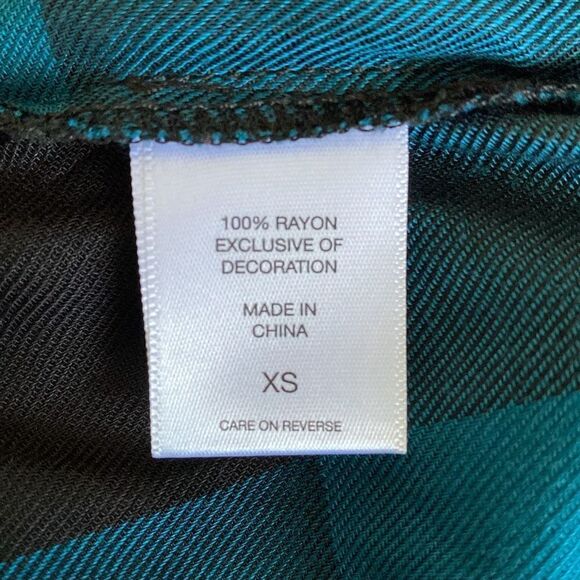 100% RAYON
EXCLUSIVE OF
DECORATION
MADE IN
CHINA
XS
CARE ON REVERSE